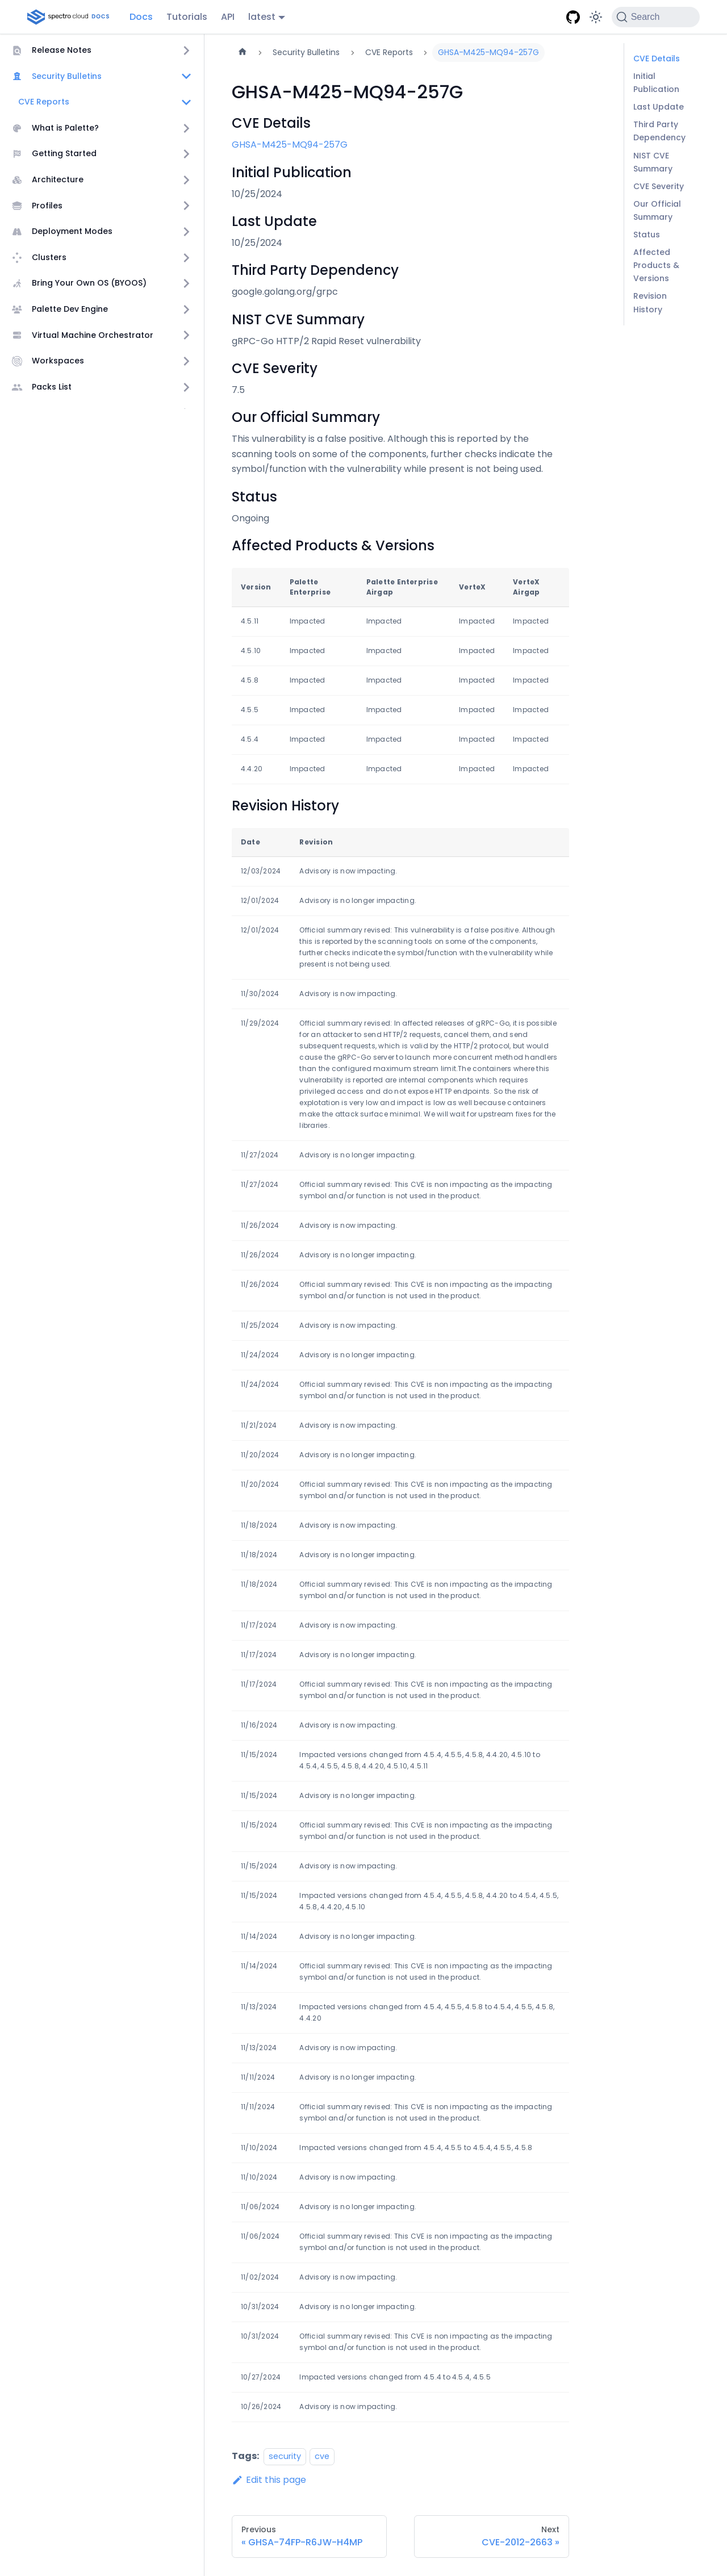 spectro cloud DOCS Docs Tutorials API latest Search
Release Notes
Security Bulletins
CVE Reports
What is Palette?
Getting Started
Architecture
Profiles
Deployment Modes
Clusters
Bring Your Own OS (BYOOS)
Palette Dev Engine
Virtual Machine Orchestrator
Workspaces
Packs List
Security Bulletins > CVE Reports > GHSA-M425-MQ94-257G
GHSA-M425-MQ94-257G
CVE Details
GHSA-M425-MQ94-257G
Initial Publication
10/25/2024
Last Update
10/25/2024
Third Party Dependency
google.golang.org/grpc
NIST CVE Summary
gRPC-Go HTTP/2 Rapid Reset vulnerability
CVE Severity
7.5
Our Official Summary
This vulnerability is a false positive. Although this is reported by the
scanning tools on some of the components, further checks indicate the
symbol/function with the vulnerability while present is not being used.
Status
Ongoing
Affected Products & Versions
Version Palette Enterprise Palette Enterprise Airgap VerteX VerteX Airgap
4.5.11 Impacted Impacted Impacted Impacted
4.5.10 Impacted Impacted Impacted Impacted
4.5.8 Impacted Impacted Impacted Impacted
4.5.5 Impacted Impacted Impacted Impacted
4.5.4 Impacted Impacted Impacted Impacted
4.4.20 Impacted Impacted Impacted Impacted
Revision History
Date Revision
12/03/2024 Advisory is now impacting.
12/01/2024 Advisory is no longer impacting.
12/01/2024 Official summary revised: This vulnerability is a false positive. Although
this is reported by the scanning tools on some of the components,
further checks indicate the symbol/function with the vulnerability while
present is not being used.
11/30/2024 Advisory is now impacting.
11/29/2024 Official summary revised: In affected releases of gRPC-Go, it is possible
for an attacker to send HTTP/2 requests, cancel them, and send
subsequent requests, which is valid by the HTTP/2 protocol, but would
cause the gRPC-Go server to launch more concurrent method handlers
than the configured maximum stream limit.The containers where this
vulnerability is reported are internal components which requires
privileged access and do not expose HTTP endpoints. So the risk of
explotation is very low and impact is low as well because containers
make the attack surface minimal. We will wait for upstream fixes for the
libraries.
11/27/2024 Advisory is no longer impacting.
11/27/2024 Official summary revised: This CVE is non impacting as the impacting
symbol and/or function is not used in the product.
11/26/2024 Advisory is now impacting.
11/26/2024 Advisory is no longer impacting.
11/26/2024 Official summary revised: This CVE is non impacting as the impacting
symbol and/or function is not used in the product.
11/25/2024 Advisory is now impacting.
11/24/2024 Advisory is no longer impacting.
11/24/2024 Official summary revised: This CVE is non impacting as the impacting
symbol and/or function is not used in the product.
11/21/2024 Advisory is now impacting.
11/20/2024 Advisory is no longer impacting.
11/20/2024 Official summary revised: This CVE is non impacting as the impacting
symbol and/or function is not used in the product.
11/18/2024 Advisory is now impacting.
11/18/2024 Advisory is no longer impacting.
11/18/2024 Official summary revised: This CVE is non impacting as the impacting
symbol and/or function is not used in the product.
11/17/2024 Advisory is now impacting.
11/17/2024 Advisory is no longer impacting.
11/17/2024 Official summary revised: This CVE is non impacting as the impacting
symbol and/or function is not used in the product.
11/16/2024 Advisory is now impacting.
11/15/2024 Impacted versions changed from 4.5.4, 4.5.5, 4.5.8, 4.4.20, 4.5.10 to
4.5.4, 4.5.5, 4.5.8, 4.4.20, 4.5.10, 4.5.11
11/15/2024 Advisory is no longer impacting.
11/15/2024 Official summary revised: This CVE is non impacting as the impacting
symbol and/or function is not used in the product.
11/15/2024 Advisory is now impacting.
11/15/2024 Impacted versions changed from 4.5.4, 4.5.5, 4.5.8, 4.4.20 to 4.5.4, 4.5.5,
4.5.8, 4.4.20, 4.5.10
11/14/2024 Advisory is no longer impacting.
11/14/2024 Official summary revised: This CVE is non impacting as the impacting
symbol and/or function is not used in the product.
11/13/2024 Impacted versions changed from 4.5.4, 4.5.5, 4.5.8 to 4.5.4, 4.5.5, 4.5.8,
4.4.20
11/13/2024 Advisory is now impacting.
11/11/2024 Advisory is no longer impacting.
11/11/2024 Official summary revised: This CVE is non impacting as the impacting
symbol and/or function is not used in the product.
11/10/2024 Impacted versions changed from 4.5.4, 4.5.5 to 4.5.4, 4.5.5, 4.5.8
11/10/2024 Advisory is now impacting.
11/06/2024 Advisory is no longer impacting.
11/06/2024 Official summary revised: This CVE is non impacting as the impacting
symbol and/or function is not used in the product.
11/02/2024 Advisory is now impacting.
10/31/2024 Advisory is no longer impacting.
10/31/2024 Official summary revised: This CVE is non impacting as the impacting
symbol and/or function is not used in the product.
10/27/2024 Impacted versions changed from 4.5.4 to 4.5.4, 4.5.5
10/26/2024 Advisory is now impacting.
Tags: security cve
Edit this page
Previous
« GHSA-74FP-R6JW-H4MP
Next
CVE-2012-2663 »
CVE Details
Initial
Publication
Last Update
Third Party
Dependency
NIST CVE
Summary
CVE Severity
Our Official
Summary
Status
Affected
Products &
Versions
Revision
History